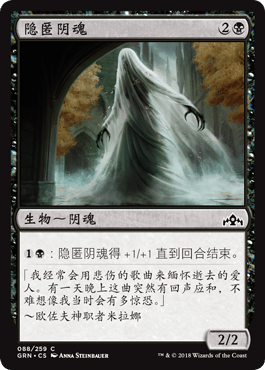 隐匿阴魂 2
生物～阴魂
1：隐匿阴魂得+1/+1直到回合结束。
「我经常会用悲伤的歌曲来缅怀逝去的爱
人。有一天晚上这曲突然有回声应和，不
难想像我当时会有多惊恐。」
～欧佐夫神职者米拉娜
2/2
088/259 C
GRN • CS ANNA STEINBAUER
™ & © 2018 Wizards of the Coast